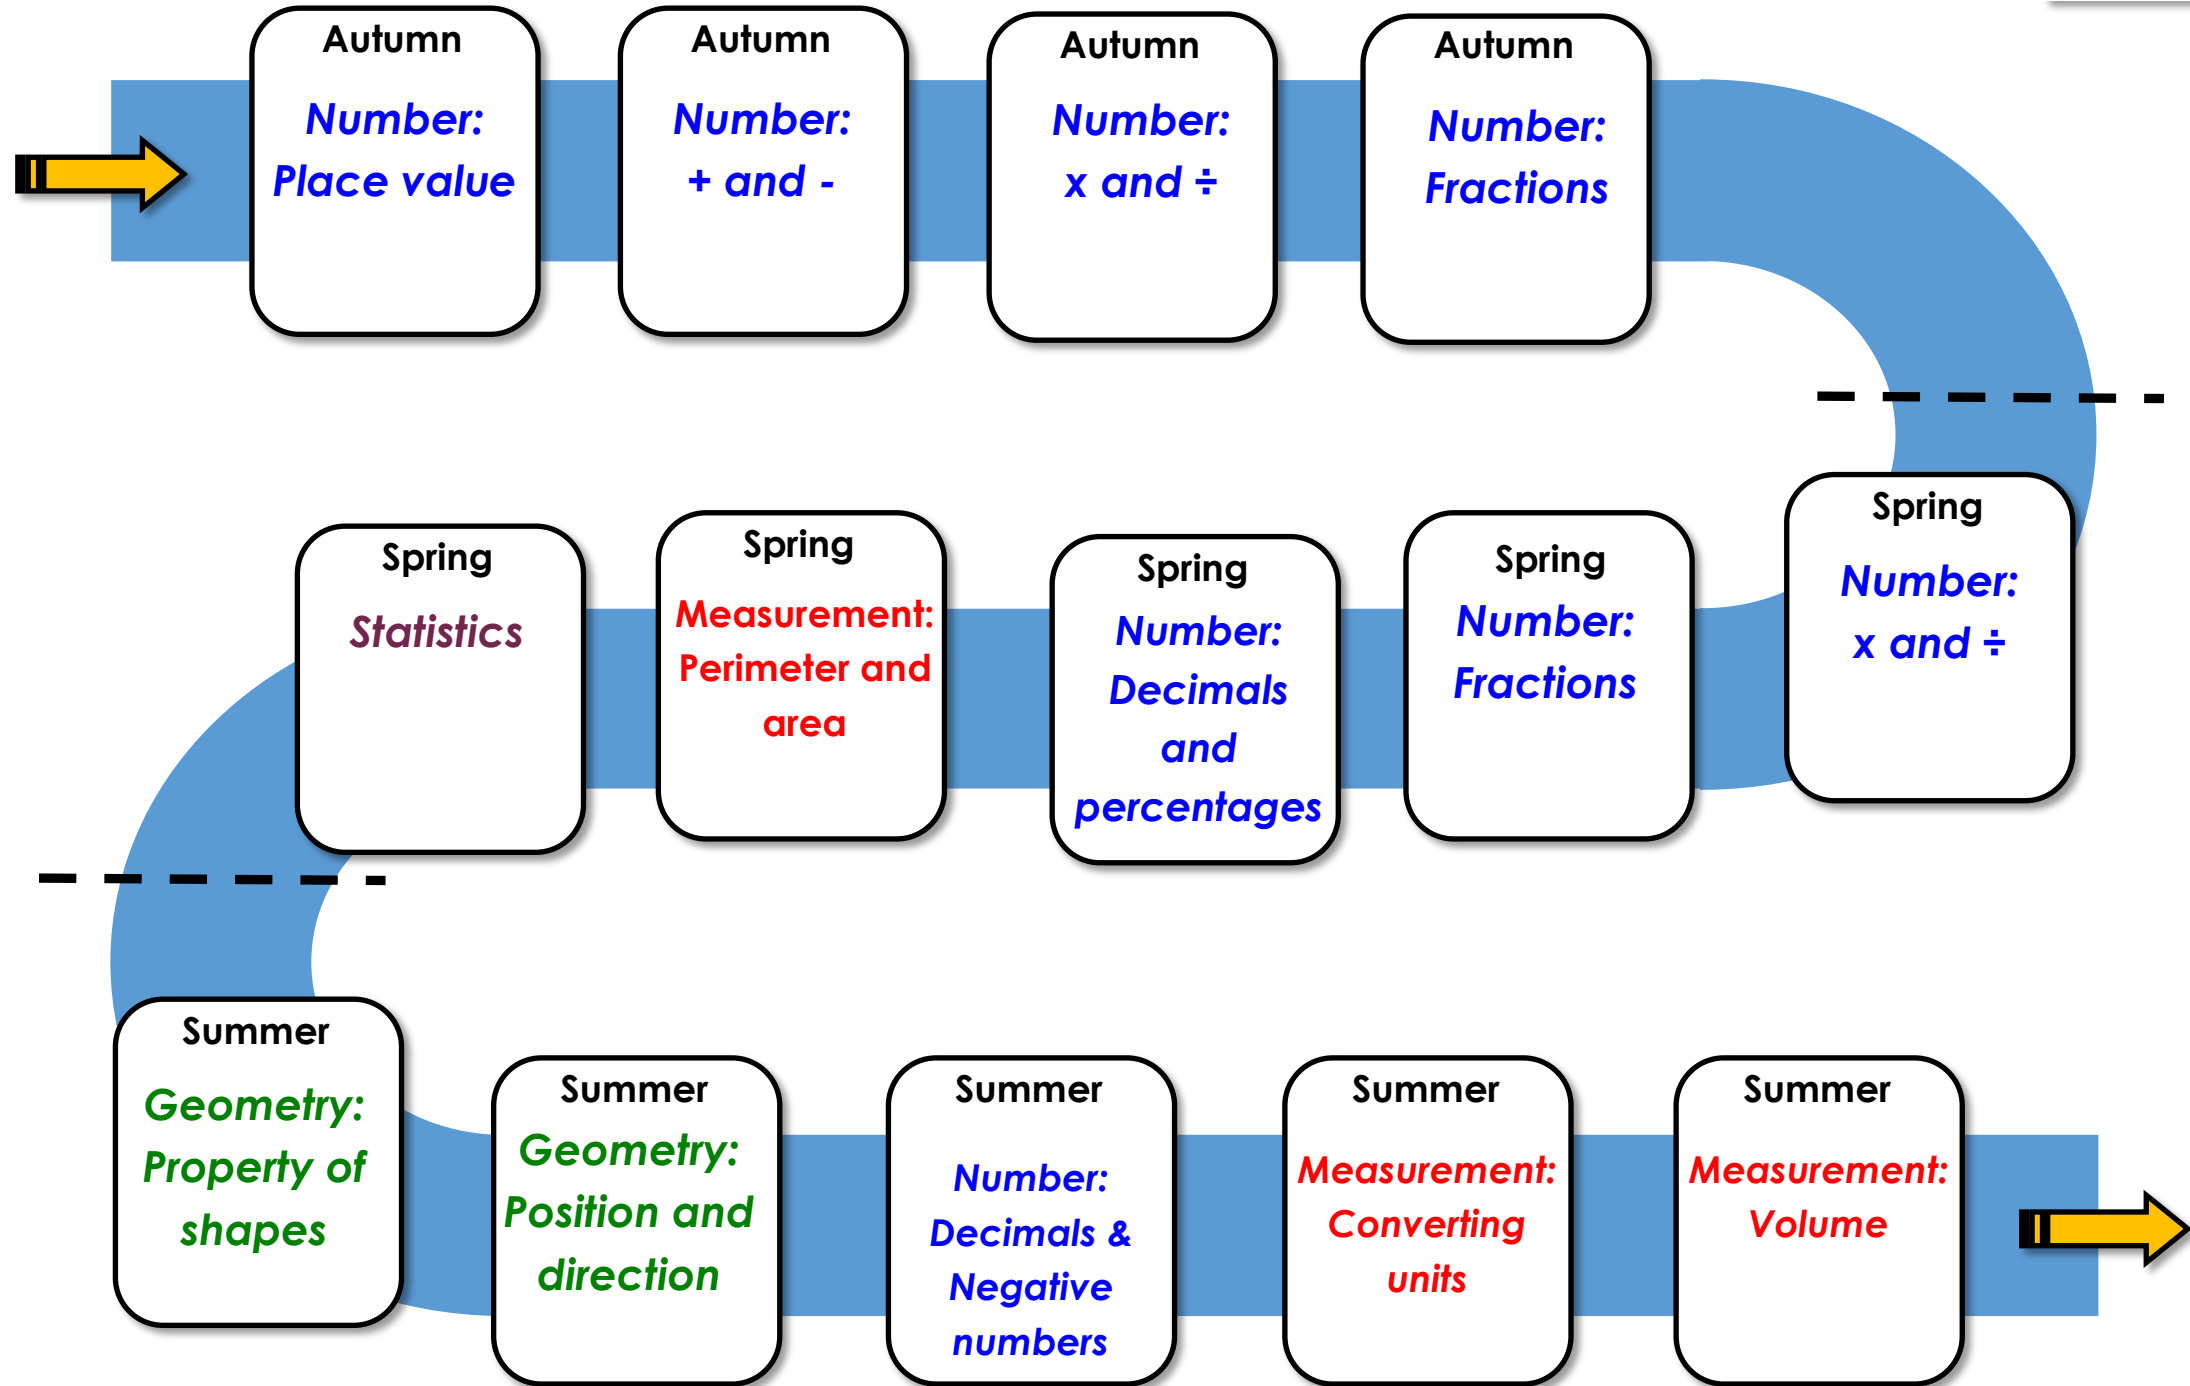 Autumn
Number:
Place value
Autumn
Number:
+ and -
Autumn
Number:
x and ÷
Autumn
Number:
Fractions
Spring
Number:
x and ÷
Spring
Number:
Fractions
Spring
Number:
Decimals
and
percentages
Spring
Measurement:
Perimeter and
area
Spring
Statistics
Summer
Geometry:
Property of
shapes
Summer
Geometry:
Position and
direction
Summer
Number:
Decimals &
Negative
numbers
Summer
Measurement:
Converting
units
Summer
Measurement:
Volume